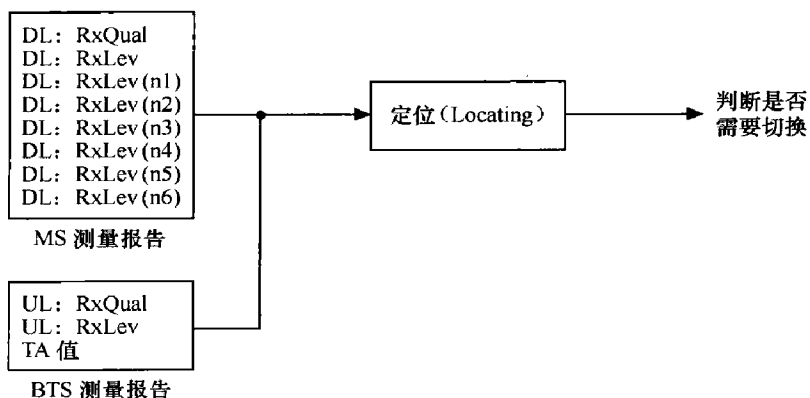 DL: RxQual
DL: RxLev
DL: RxLev(n1)
DL: RxLev(n2)
DL: RxLev(n3)
DL: RxLev(n4)
DL: RxLev(n5)
DL: RxLev(n6)
MS 测量报告
UL: RxQual
UL: RxLev
TA 值
BTS 测量报告
定位(Locating)
判断是否
需要切换